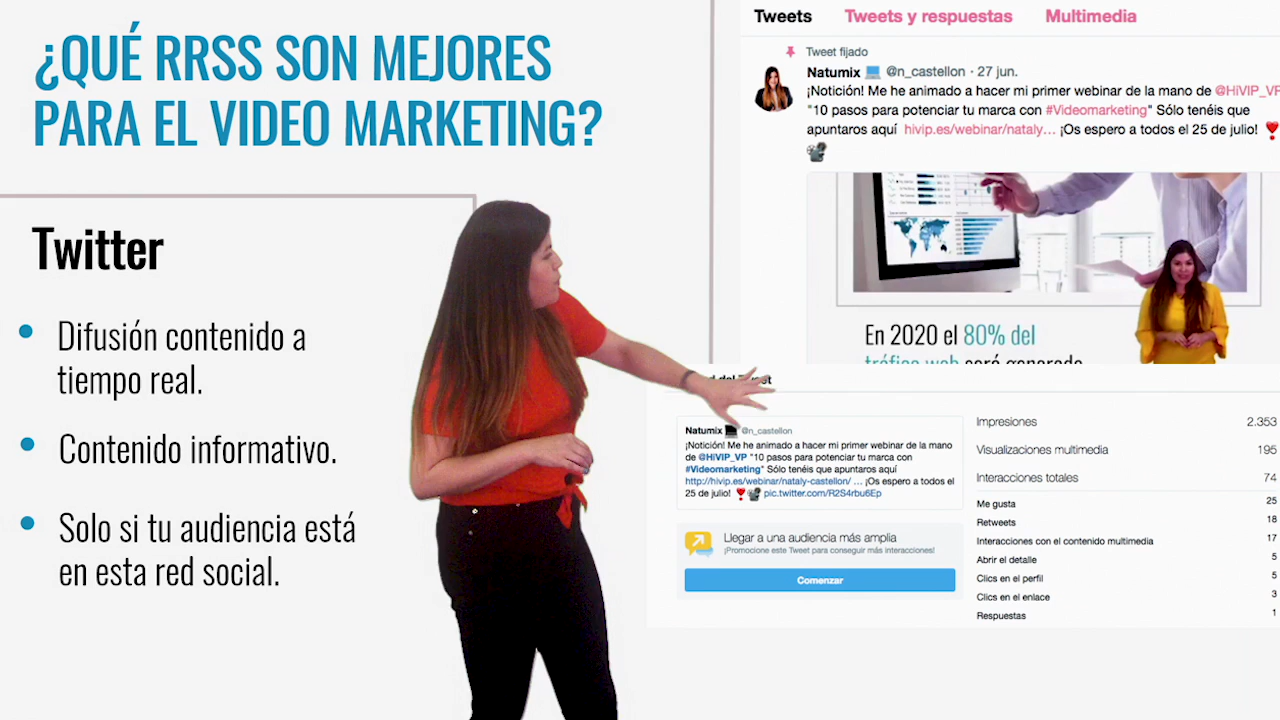 ¿QUÉ RRSS SON MEJORES
PARA EL VIDEO MARKETING?
Twitter
• Difusión contenido a
tiempo real.
• Contenido informativo.
• Solo si tu audiencia está
en esta red social.
Tweets Tweets y respuestas Multimedia
Tweet fijado
Natumix @n_castellon · 27 jun.
¡Notición! Me he animado a hacer mi primer webinar de la mano de @HiVIP_VP
"10 pasos para potenciar tu marca con #Videomarketing" Sólo tenéis que
apuntaros aquí hivip.es/webinar/nataly... ¡Os espero a todos el 25 de julio!
En 2020 el 80% del
tráfico web será generado
Natumix @n_castellon
¡Notición! Me he animado a hacer mi primer webinar de la mano
de @HiVIP_VP "10 pasos para potenciar tu marca con
#Videomarketing" Sólo tenéis que apuntaros aquí
http://hivip.es/webinar/nataly-castellon/ ... ¡Os espero a todos el
25 de julio! pic.twitter.com/R2S4rbu6Ep
Llegar a una audiencia más amplia
¡Promocione este Tweet para conseguir más interacciones!
Comenzar
Impresiones 2.353
Visualizaciones multimedia 195
Interacciones totales 74
Me gusta 25
Retweets 18
Interacciones con el contenido multimedia 17
Abrir el detalle 5
Clics en el perfil 5
Clics en el enlace 3
Respuestas 1